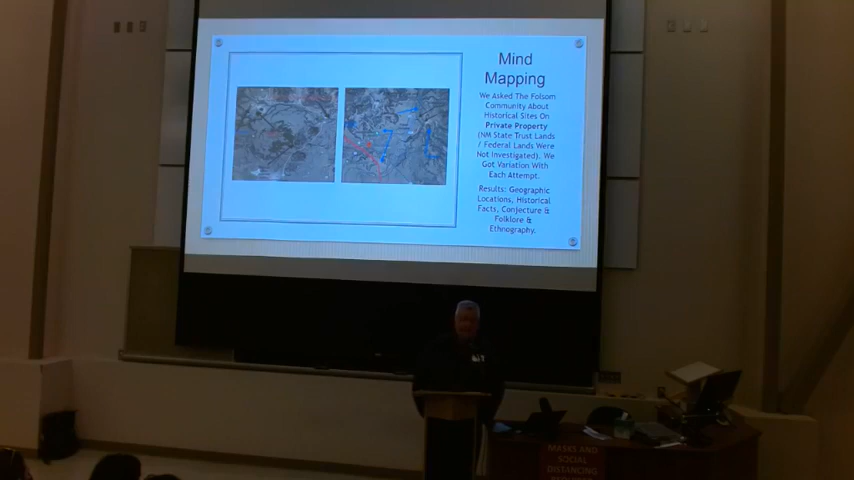 Mind
Mapping
We Asked The Folsom
Community About
Historical Sites On
Private Property
(NM State Trust Lands
/ Federal Lands Were
Not Investigated). We
Got Variation With
Each Attempt.
Results: Geographic
Locations, Historical
Facts, Conjecture &
Folklore &
Ethnography.
MASKS AND
SOCIAL
DISTANCING